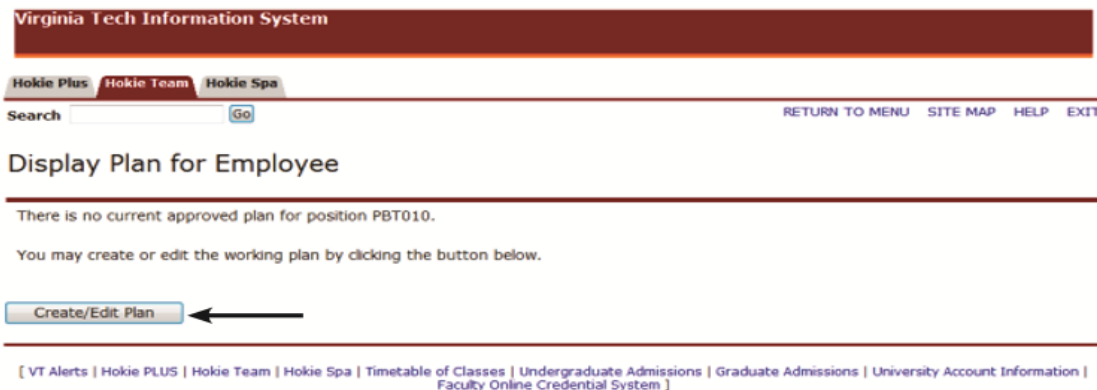 Virginia Tech Information System
Hokie Plus Hokie Team Hokie Spa
Search Go RETURN TO MENU SITE MAP HELP EXIT
Display Plan for Employee
There is no current approved plan for position PBT010.
You may create or edit the working plan by clicking the button below.
Create/Edit Plan
[ VT Alerts | Hokie PLUS | Hokie Team | Hokie Spa | Timetable of Classes | Undergraduate Admissions | Graduate Admissions | University Account Information |
Faculty Online Credential System ]